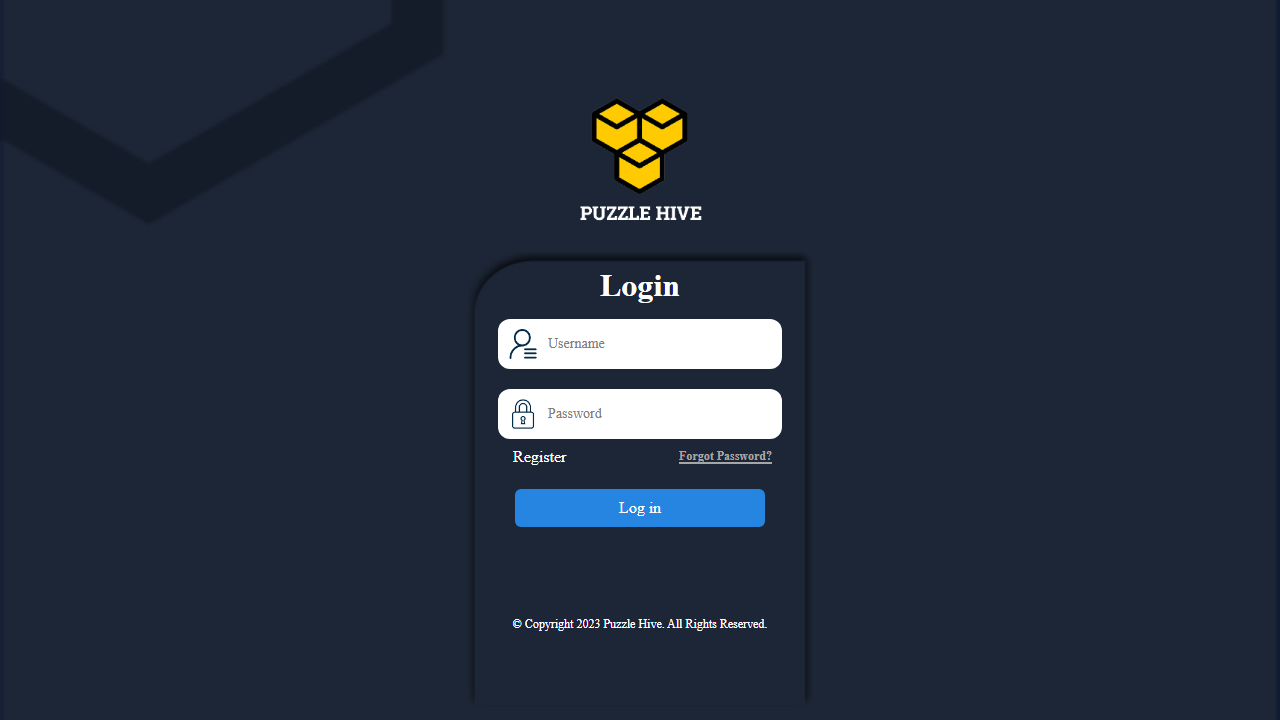 PUZZLE HIVE
Login
Username
Password
Register
Forgot Password?
Log in
© Copyright 2023 Puzzle Hive. All Rights Reserved.